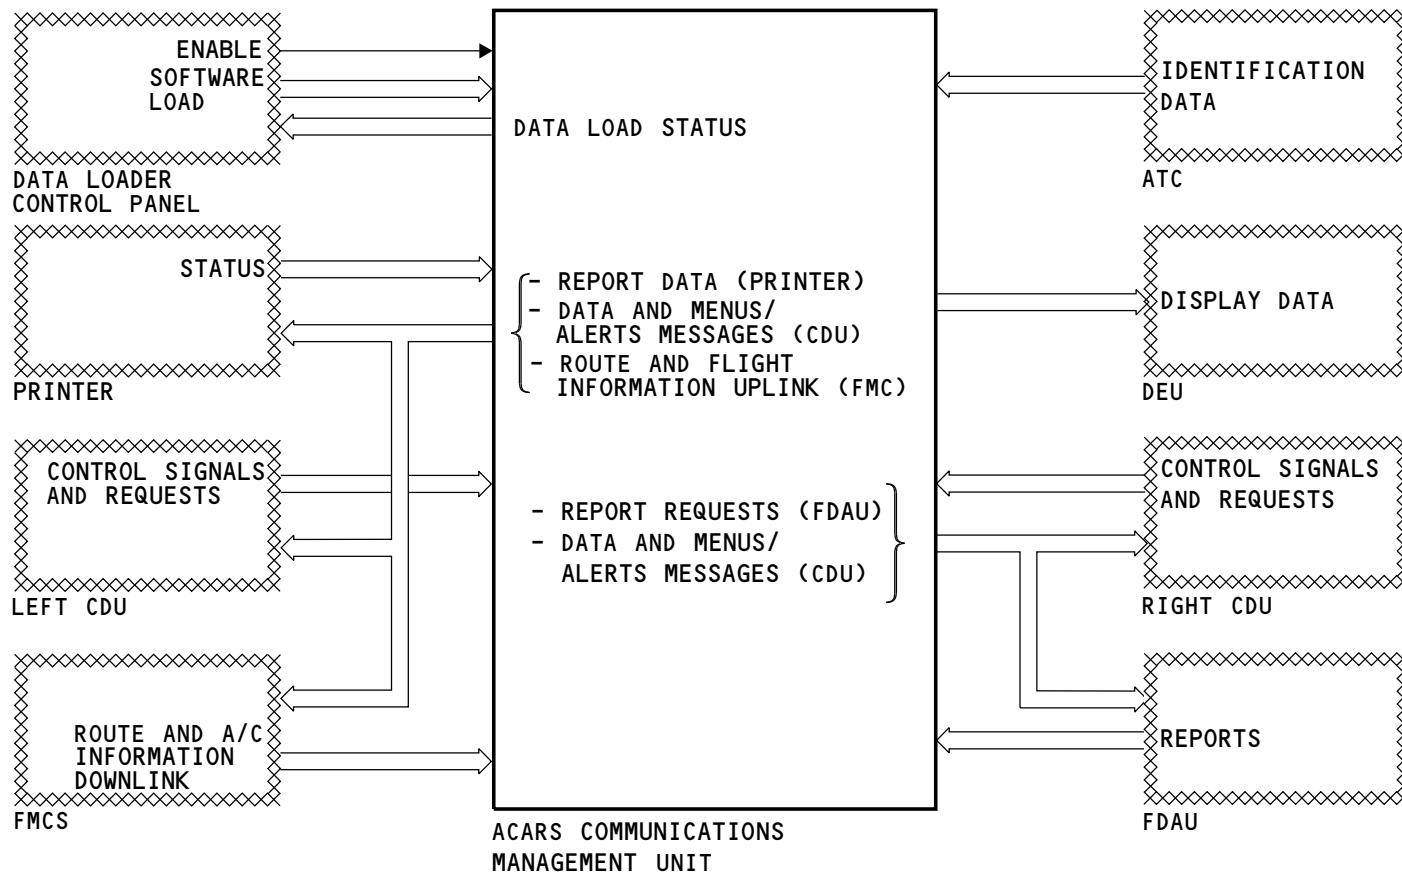 ENABLE
SOFTWARE
LOAD
DATA LOADER
CONTROL PANEL
STATUS
PRINTER
CONTROL SIGNALS
AND REQUESTS
LEFT CDU
ROUTE AND A/C
INFORMATION
DOWNLINK
FMCS
DATA LOAD STATUS
- REPORT DATA (PRINTER)
- DATA AND MENUS/
ALERTS MESSAGES (CDU)
- ROUTE AND FLIGHT
INFORMATION UPLINK (FMC)
- REPORT REQUESTS (FDAU)
- DATA AND MENUS/
ALERTS MESSAGES (CDU)
ACARS COMMUNICATIONS
MANAGEMENT UNIT
IDENTIFICATION
DATA
ATC
DISPLAY DATA
DEU
CONTROL SIGNALS
AND REQUESTS
RIGHT CDU
REPORTS
FDAU